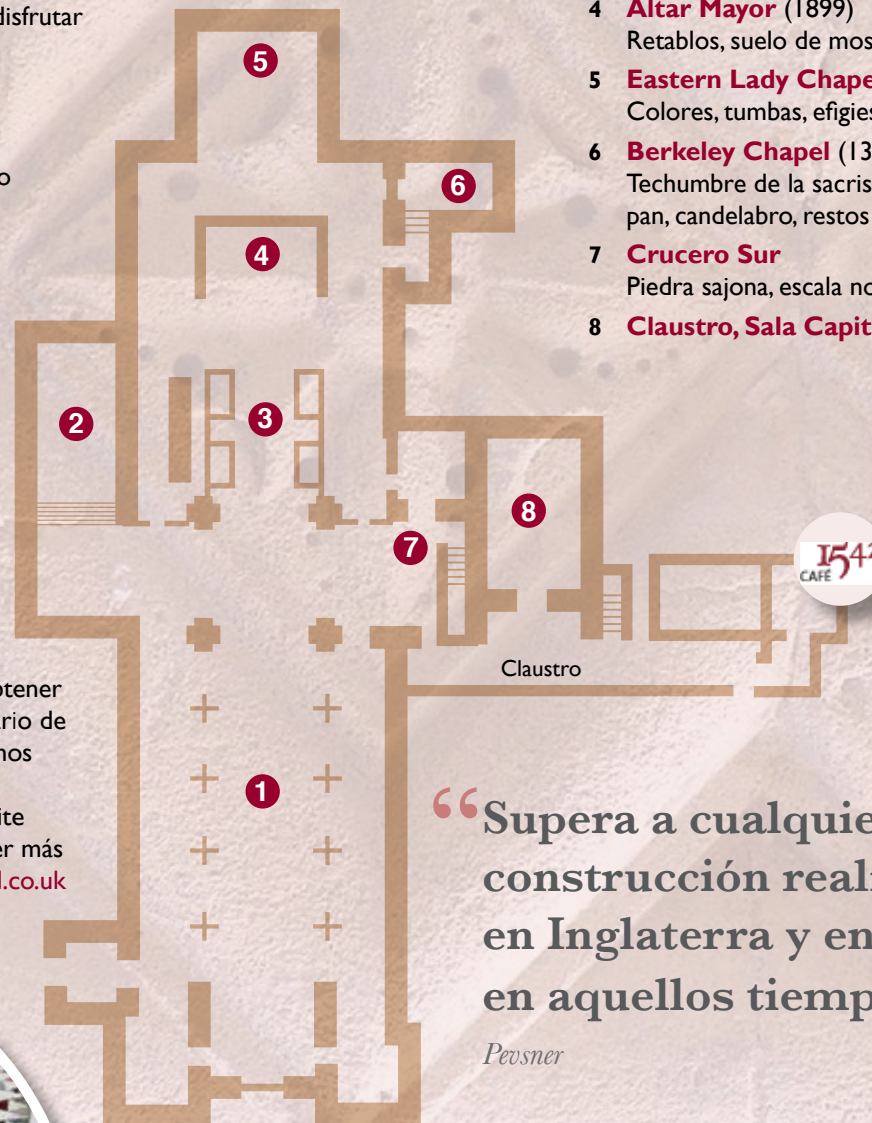 disfrutar
o
4 Altar Mayor (1899)
Retablos, suelo de mos
5 Eastern Lady Chape
Colores, tumbas, efigies
6 Berkeley Chapel (13
Techumbre de la sacris
pan, candelabro, restos
7 Crucero Sur
Piedra sajona, escala no
8 Claustro, Sala Capit
5
6
4
2
3
8
7
1542
CAFÉ
Claustro
btener
rio de
nos
ite
er más
l.co.uk
1
“Supera a cualquie
construcción reali
en Inglaterra y en
en aquellos tiemp
Pevsner